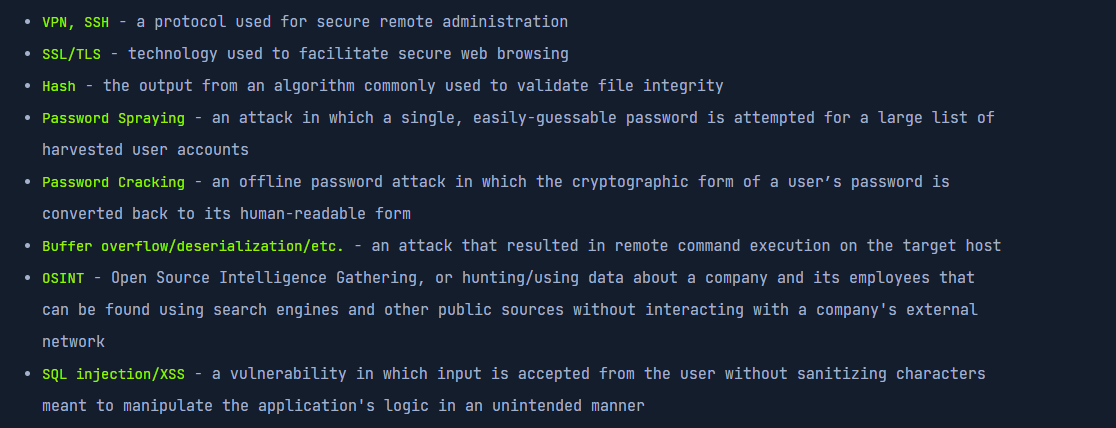 • VPN, SSH - a protocol used for secure remote administration
• SSL/TLS - technology used to facilitate secure web browsing
• Hash - the output from an algorithm commonly used to validate file integrity
• Password Spraying - an attack in which a single, easily-guessable password is attempted for a large list of
harvested user accounts
• Password Cracking - an offline password attack in which the cryptographic form of a user’s password is
converted back to its human-readable form
• Buffer overflow/deserialization/etc. - an attack that resulted in remote command execution on the target host
• OSINT - Open Source Intelligence Gathering, or hunting/using data about a company and its employees that
can be found using search engines and other public sources without interacting with a company's external
network
• SQL injection/XSS - a vulnerability in which input is accepted from the user without sanitizing characters
meant to manipulate the application's logic in an unintended manner